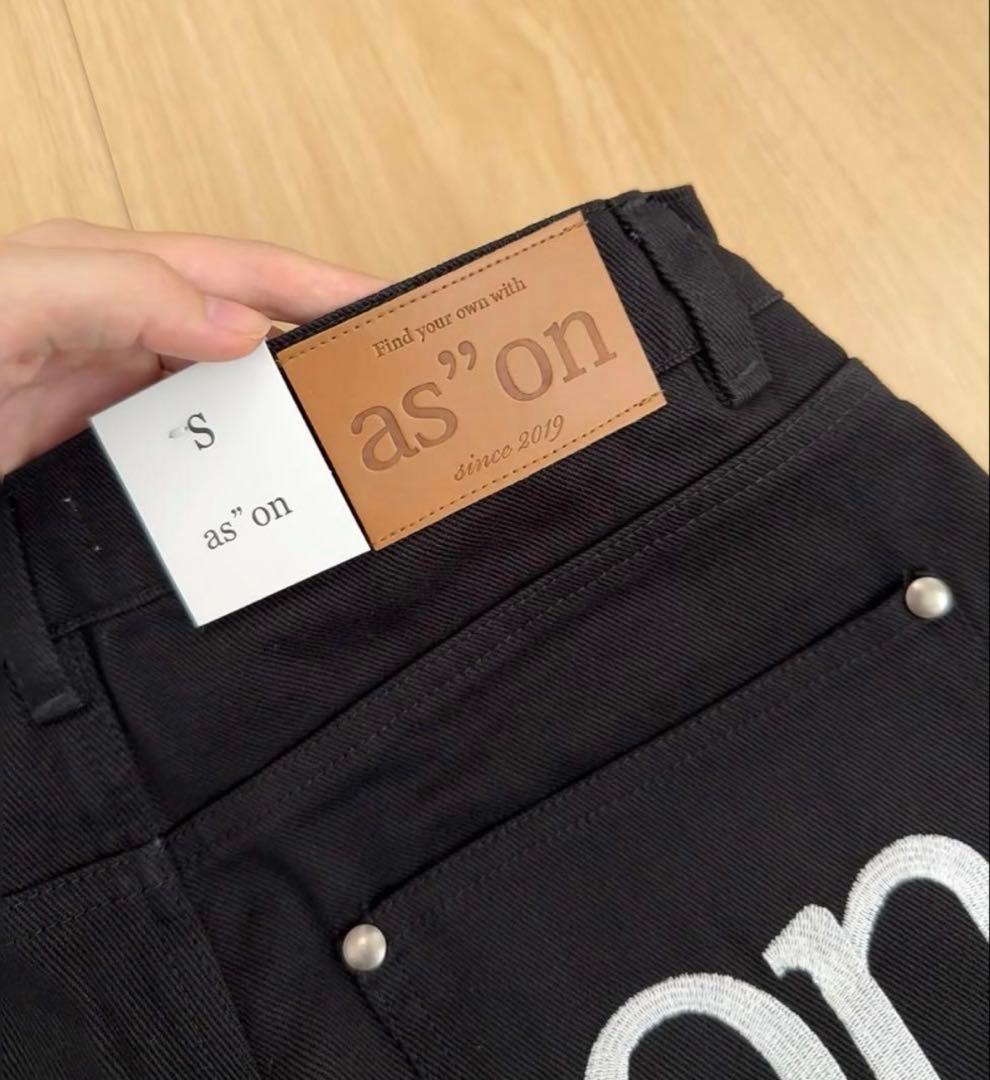 S
as” on
Find your own with
as” on
since 2019
on